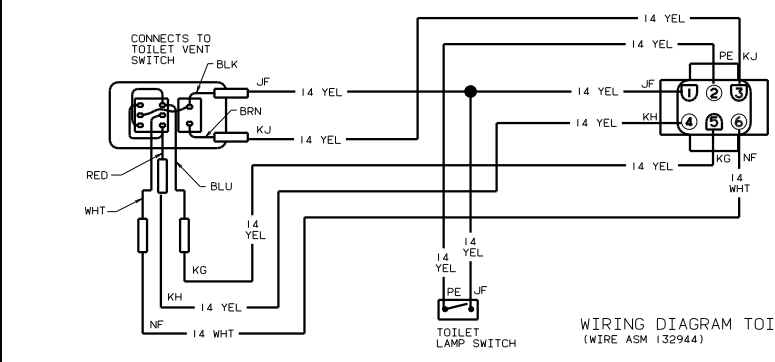 14 YEL
14 YEL
CONNECTS TO
TOILET VENT
SWITCH
BLK
PE
KJ
JF
14 YEL
14 YEL
JF
1
2
3
BRN
KH
14 YEL
4
5
6
KJ
14 YEL
KG
NF
14 YEL
RED
BLU
14
WHT
WHT
14
YEL
14
YEL
14
YEL
KG
PE
JF
KH
14 YEL
NF
14 WHT
TOILET
LAMP SWITCH
WIRING DIAGRAM TOI
(WIRE ASM 132944)